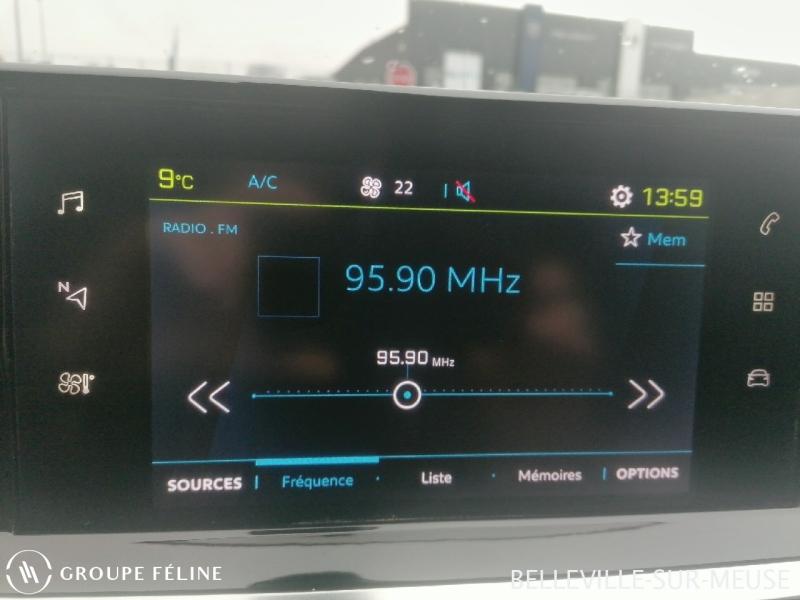 9°C A/C 22 13:59
RADIO . FM
Mem
95.90 MHz
95.90 MHz
N
SOURCES Fréquence Liste Mémoires OPTIONS
GROUPE FÉLINE
BELLEVILLE-SUR-MEUSE